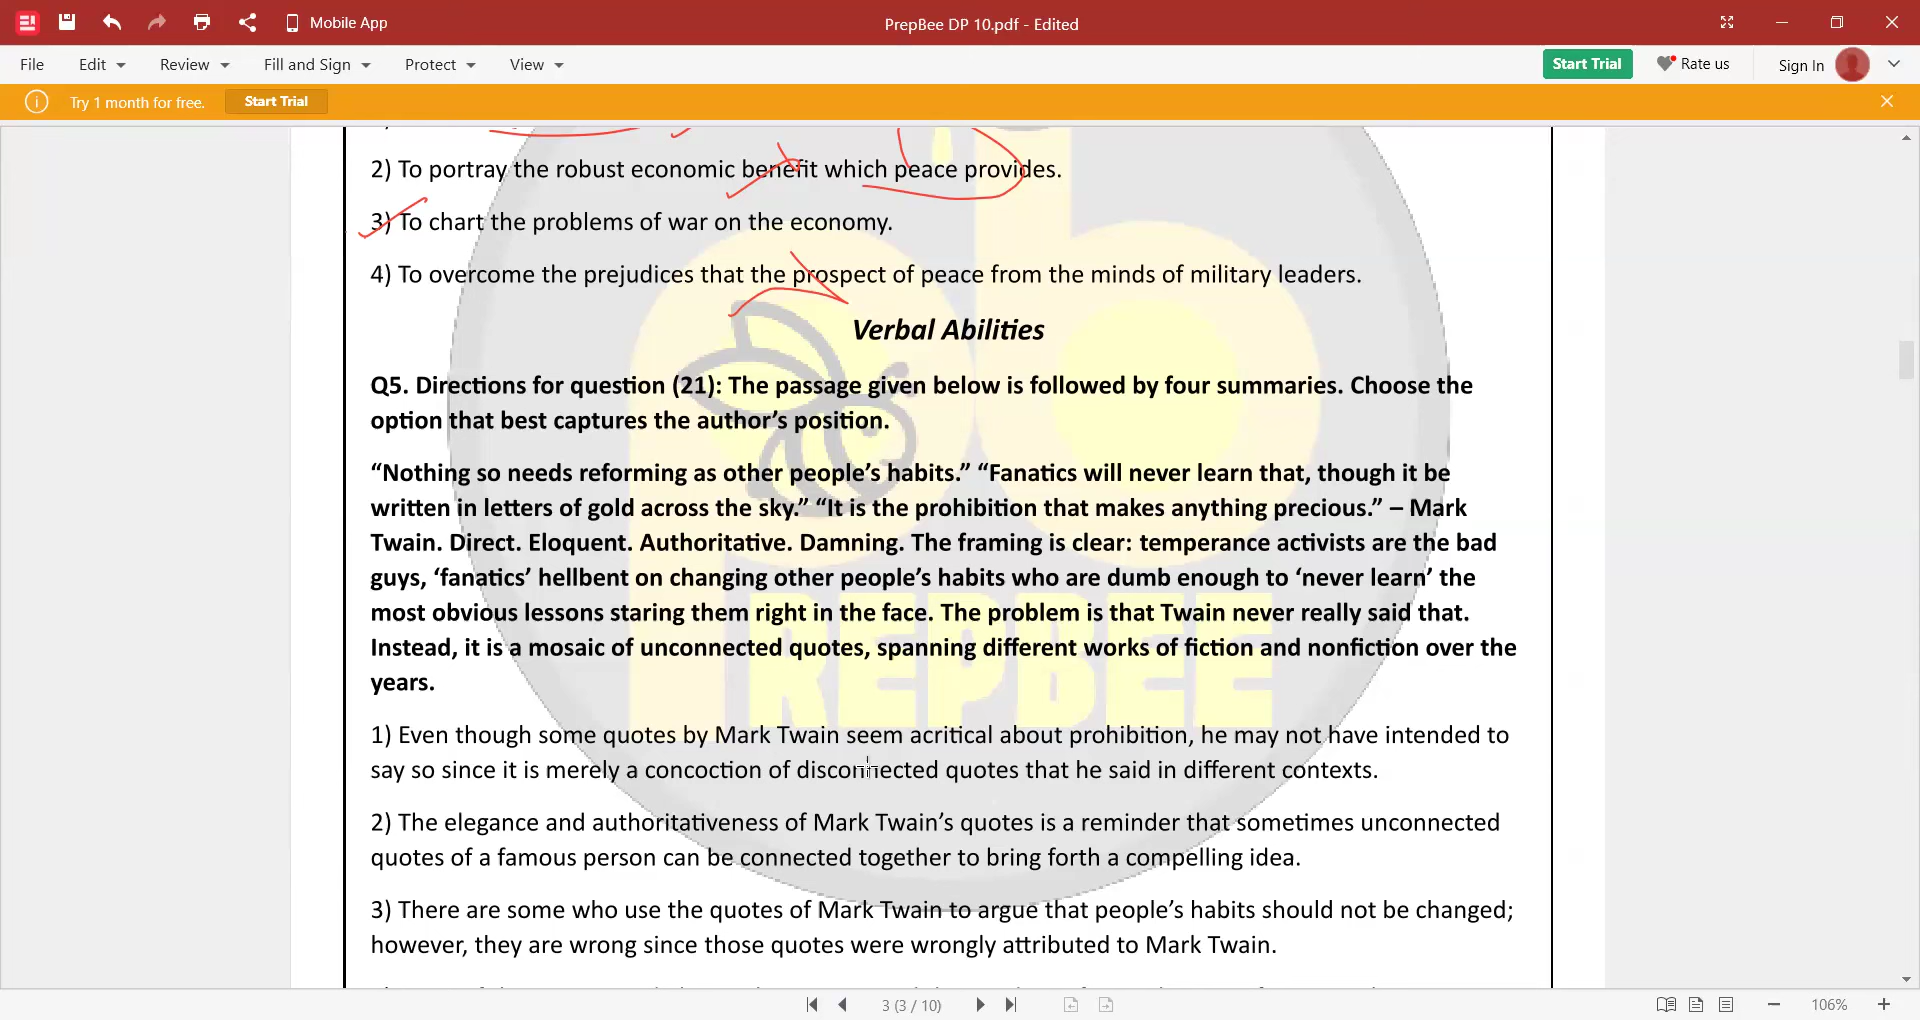 Mobile App
PrepBee DP 10.pdf - Edited
File Edit Review Fill and Sign Protect View Start Trial Rate us Sign In
Try 1 month for free. Start Trial
2) To portray the robust economic benefit which peace provides.
3) To chart the problems of war on the economy.
4) To overcome the prejudices that the prospect of peace from the minds of military leaders.
Verbal Abilities
Q5. Directions for question (21): The passage given below is followed by four summaries. Choose the
option that best captures the author’s position.
“Nothing so needs reforming as other people’s habits.” “Fanatics will never learn that, though it be
written in letters of gold across the sky.” “It is the prohibition that makes anything precious.” – Mark
Twain. Direct. Eloquent. Authoritative. Damning. The framing is clear: temperance activists are the bad
guys, ‘fanatics’ hellbent on changing other people’s habits who are dumb enough to ‘never learn’ the
most obvious lessons staring them right in the face. The problem is that Twain never really said that.
Instead, it is a mosaic of unconnected quotes, spanning different works of fiction and nonfiction over the
years.
REPBEE
1) Even though some quotes by Mark Twain seem acritical about prohibition, he may not have intended to
say so since it is merely a concoction of disconnected quotes that he said in different contexts.
2) The elegance and authoritativeness of Mark Twain’s quotes is a reminder that sometimes unconnected
quotes of a famous person can be connected together to bring forth a compelling idea.
3) There are some who use the quotes of Mark Twain to argue that people’s habits should not be changed;
however, they are wrong since those quotes were wrongly attributed to Mark Twain.
3 (3 / 10)
106%